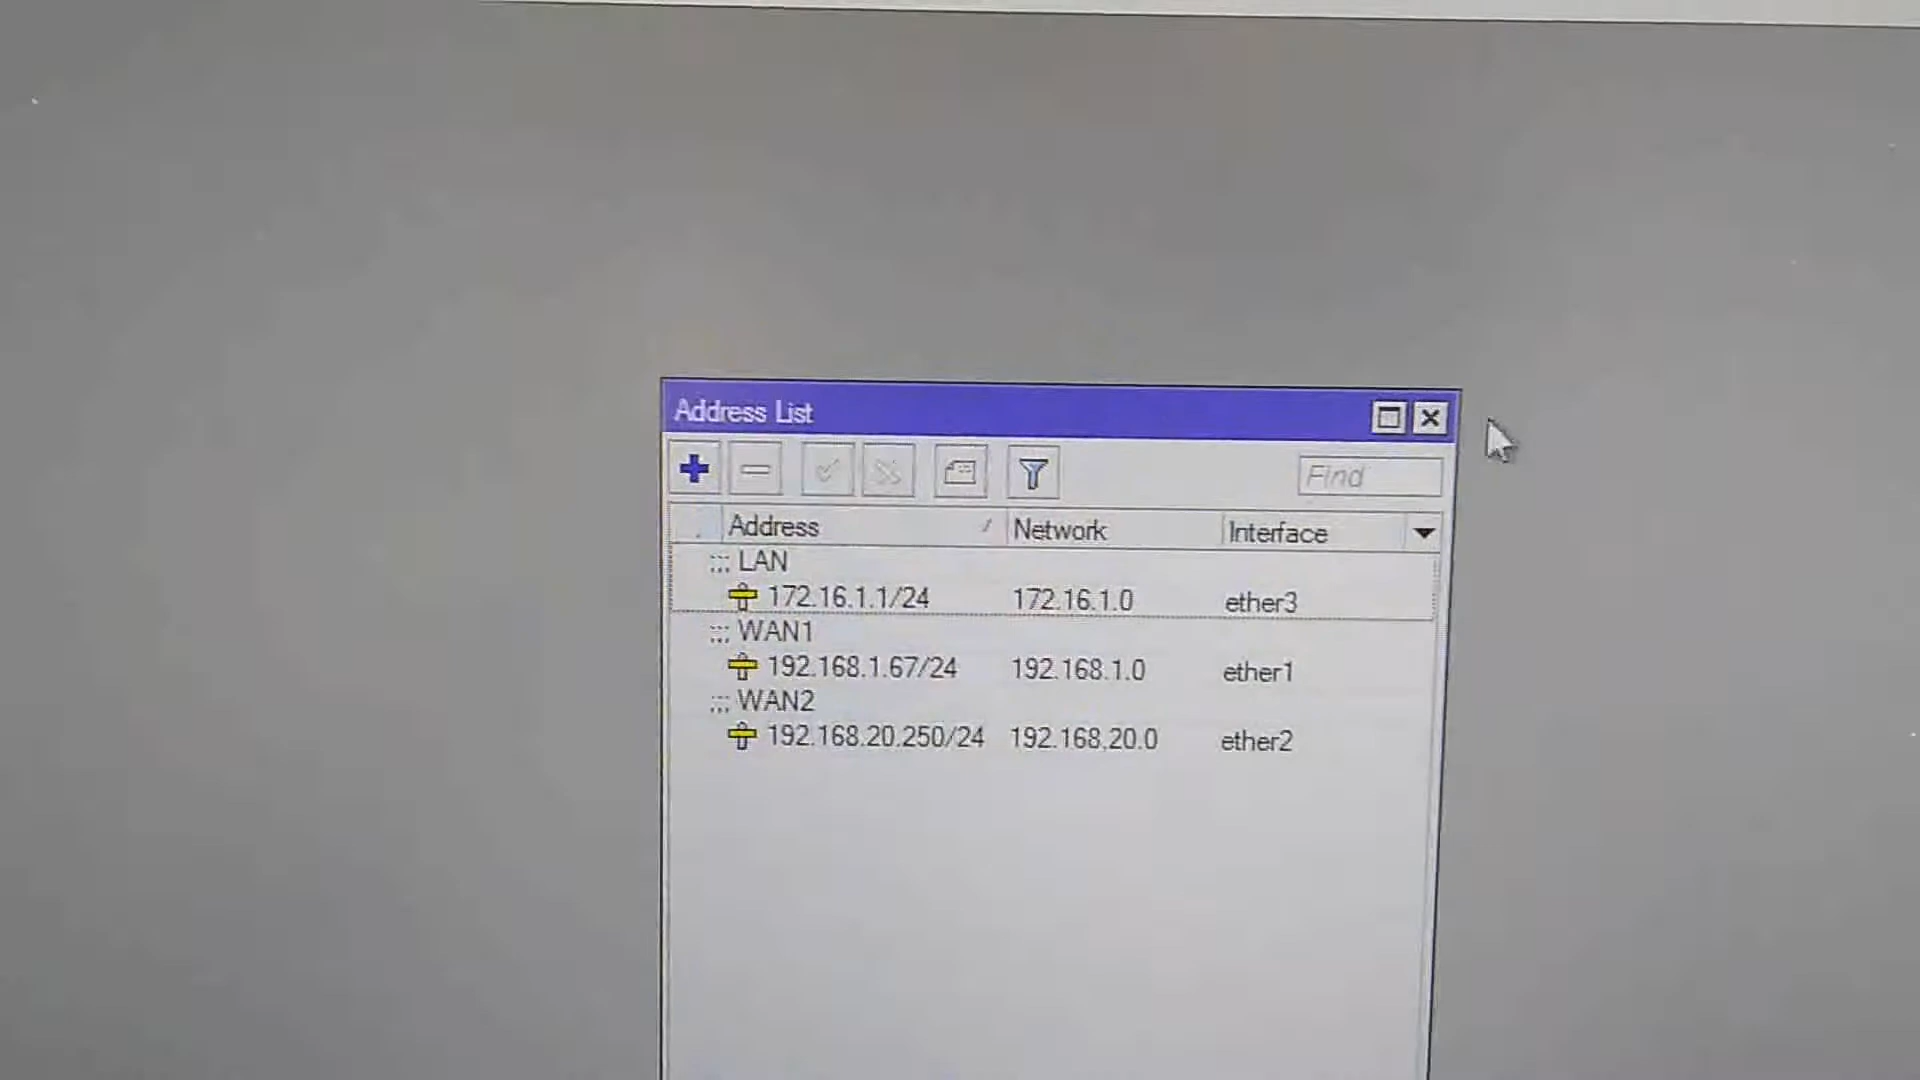 Address List
Find
Address Network Interface
::: LAN
172.16.1.1/24 172.16.1.0 ether3
::: WAN1
192.168.1.67/24 192.168.1.0 ether1
::: WAN2
192.168.20.250/24 192.168.20.0 ether2